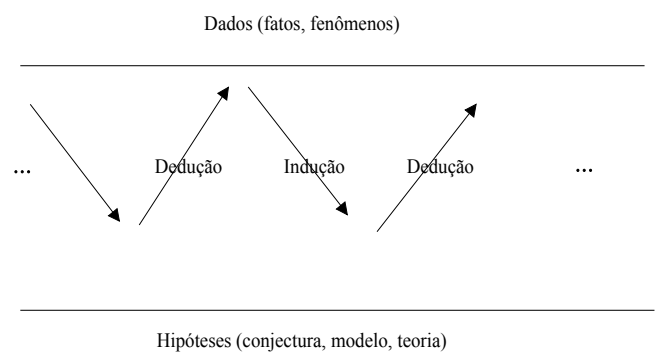 Dados (fatos, fenômenos)
... Dedução Indução Dedução ...
Hipóteses (conjectura, modelo, teoria)